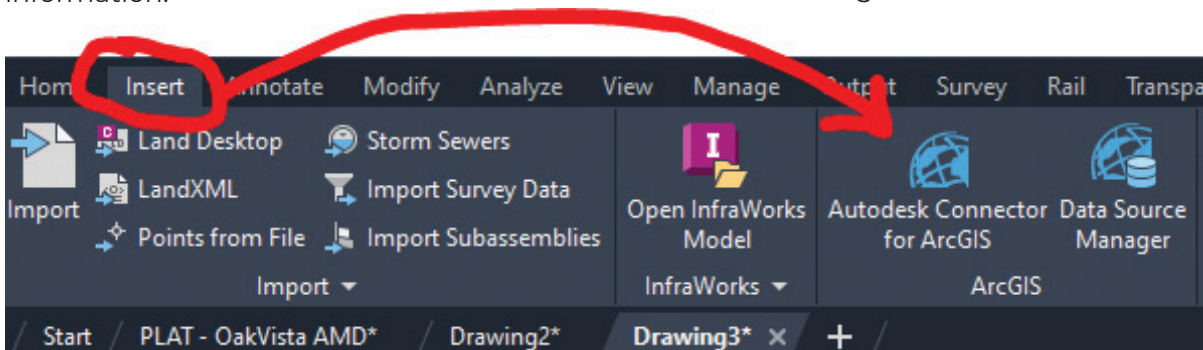 information.
Insert Annotate Modify Analyze View Manage Output Survey Rail
Land Desktop Storm Sewers
LandXML Import Survey Data
Import Points from File Import Subassemblies
Open InfraWorks Model
Autodesk Connector for ArcGIS
Data Source Manager
Import InfraWorks ArcGIS
Start PLAT - OakVista AMD* Drawing2* Drawing3* × +